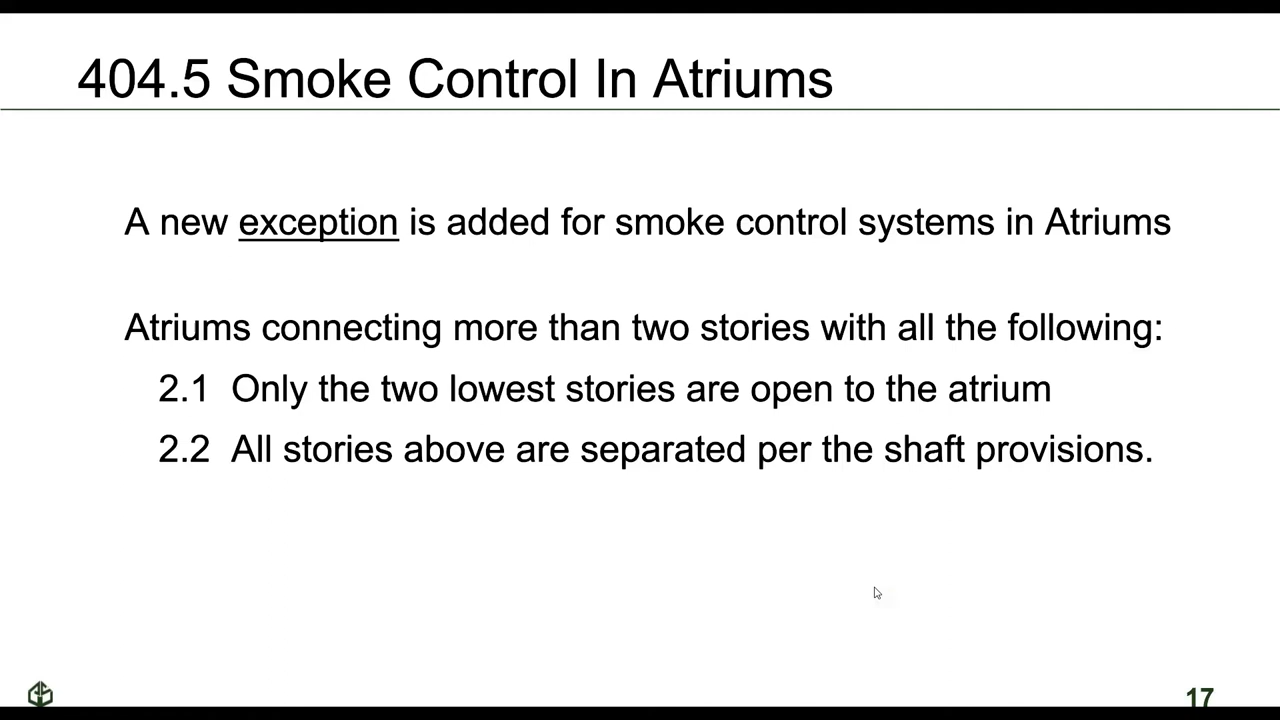 404.5 Smoke Control In Atriums
A new exception is added for smoke control systems in Atriums
Atriums connecting more than two stories with all the following:
2.1 Only the two lowest stories are open to the atrium
2.2 All stories above are separated per the shaft provisions.
17